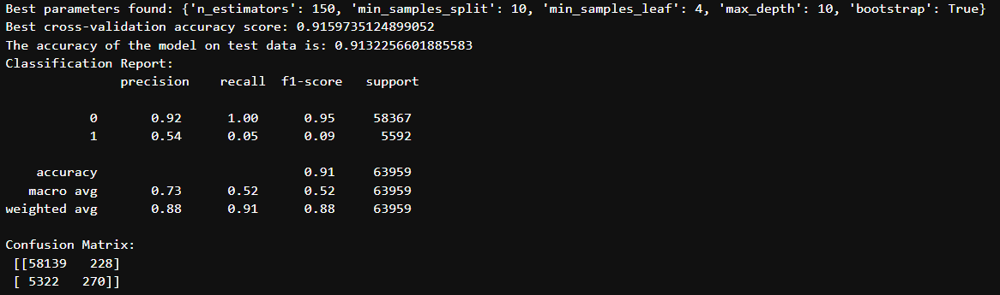 Best parameters found: {'n_estimators': 150, 'min_samples_split': 10, 'min_samples_leaf': 4, 'max_depth': 10, 'bootstrap': True}
Best cross-validation accuracy score: 0.9159735124899052
The accuracy of the model on test data is: 0.9132256601885583
Classification Report:
              precision    recall  f1-score   support

           0       0.92      1.00      0.95     58367
           1       0.54      0.05      0.09      5592

    accuracy                           0.91     63959
   macro avg       0.73      0.52      0.52     63959
weighted avg       0.88      0.91      0.88     63959

Confusion Matrix:
 [[58139   228]
 [ 5322   270]]